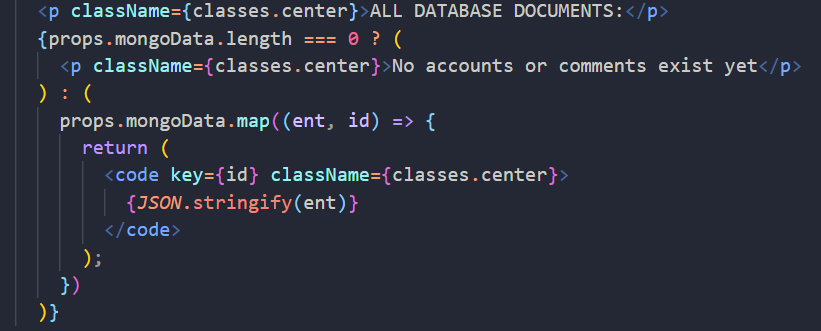 <p className={classes.center}>ALL DATABASE DOCUMENTS:</p>
{props.mongoData.length === 0 ? (
<p className={classes.center}>No accounts or comments exist yet</p>
) : (
props.mongoData.map((ent, id) => {
return (
<code key={id} className={classes.center}>
{JSON.stringify(ent)}
</code>
);
})
)}